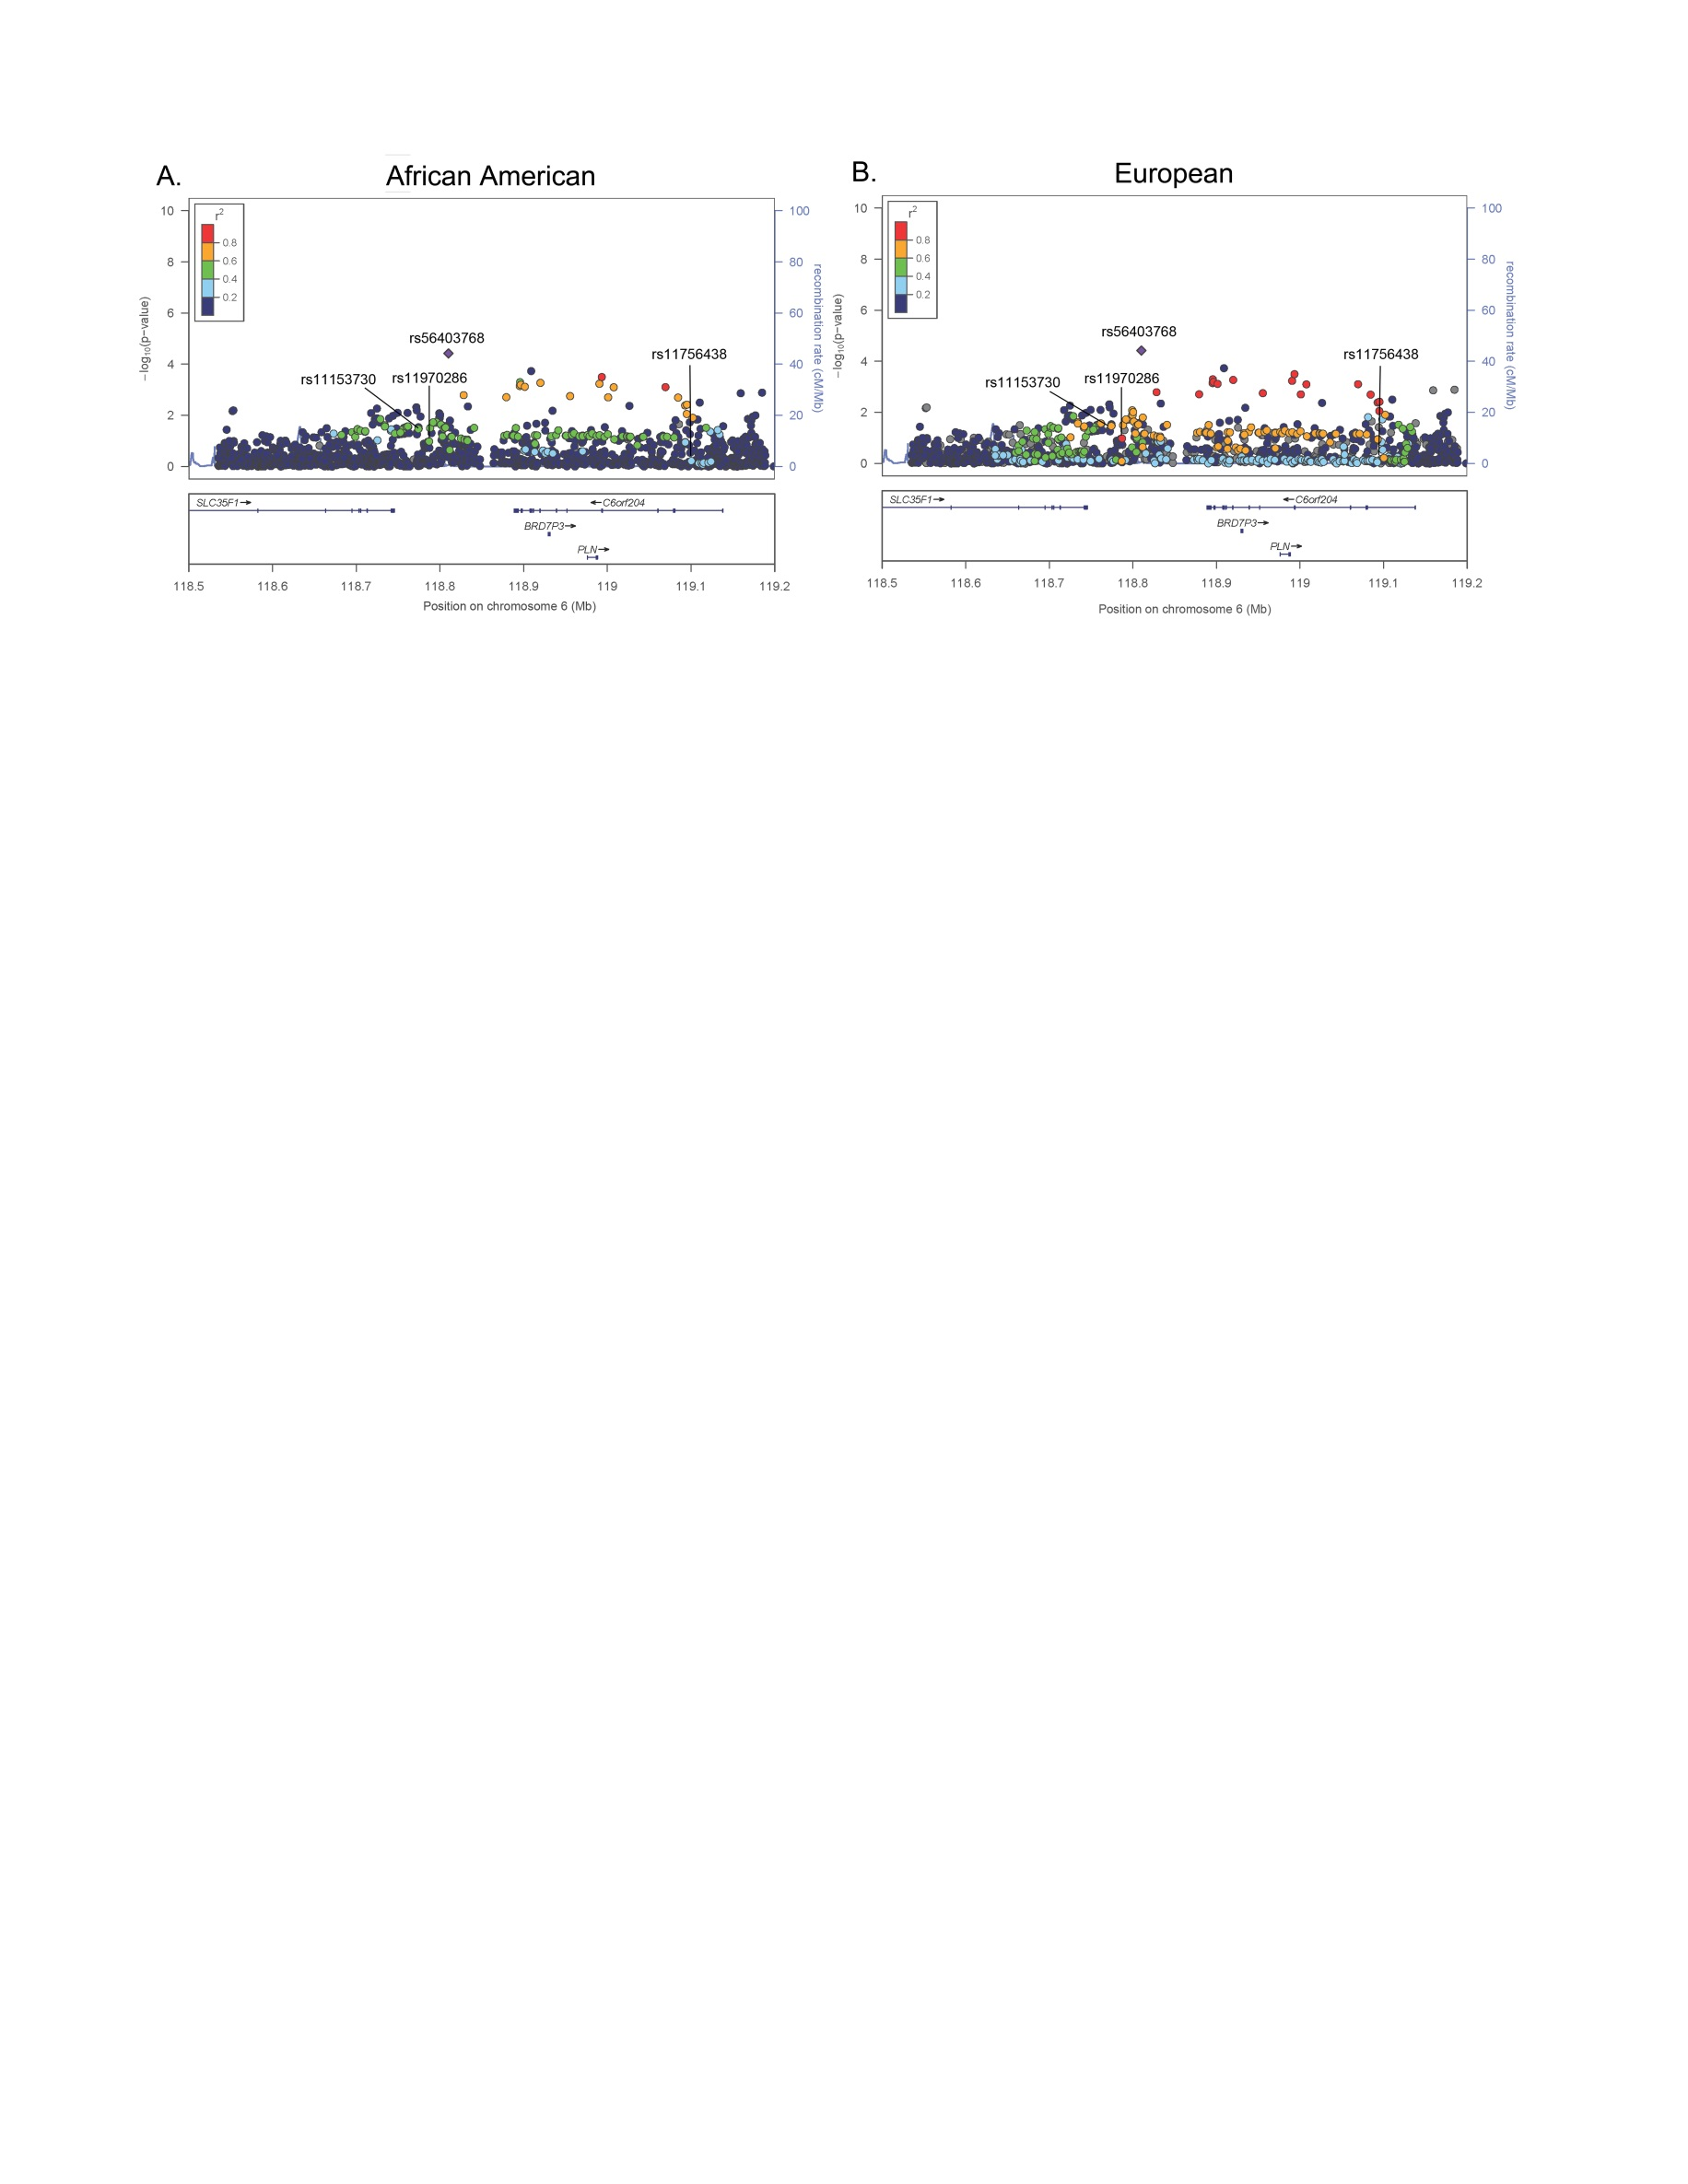 A.
African American
10
8
6
4
2
0
−log10(p−value)
r2
0.8
0.6
0.4
0.2
rs56403768
rs11756438
rs11153730
rs11970286
100
80
60
40
20
0
recombination rate (cM/Mb)
SLC35F1→
←C6orf204
BRD7P3→
PLN→
118.5 118.6 118.7 118.8 118.9 119 119.1 119.2
Position on chromosome 6 (Mb)
B.
European
10
8
6
4
2
0
−log10(p−value)
r2
0.8
0.6
0.4
0.2
rs56403768
rs11756438
rs11153730
rs11970286
100
80
60
40
20
0
recombination rate (cM/Mb)
SLC35F1→
←C6orf204
BRD7P3→
PLN→
118.5 118.6 118.7 118.8 118.9 119 119.1 119.2
Position on chromosome 6 (Mb)